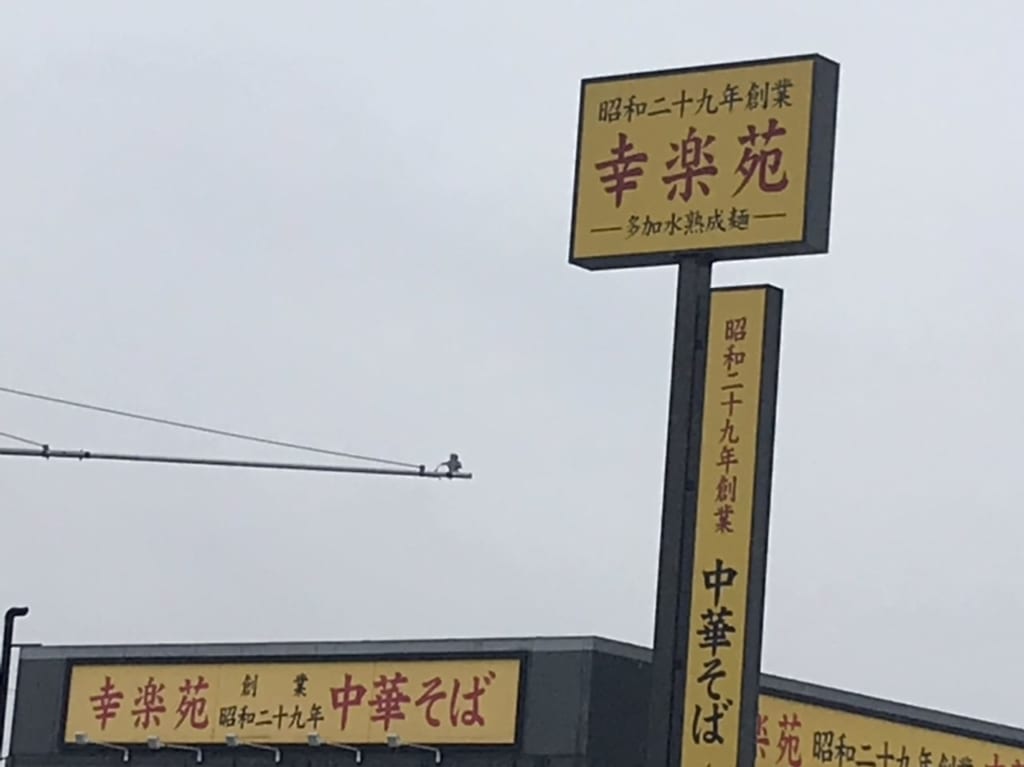 昭和二十九年創業
幸楽苑
多加水熟成麺
昭和二十九年創業
中華そば
幸楽苑
創業
昭和二十九年
中華そば
楽苑
昭和二十九年創業